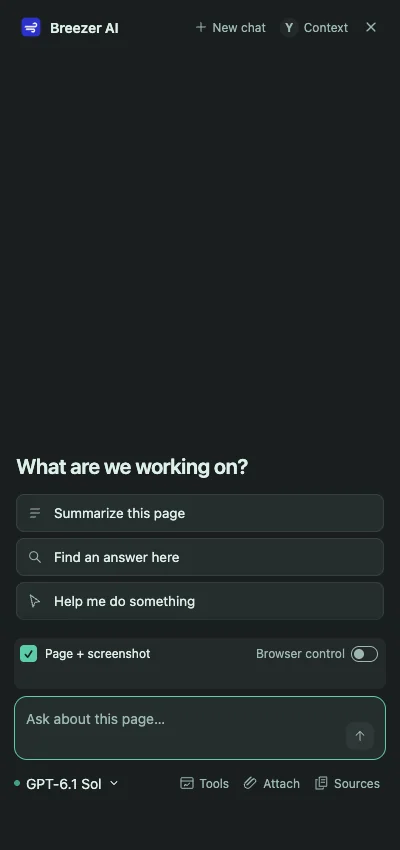 Breezer AI
New chat
Y Context
What are we working on?
Summarize this page
Find an answer here
Help me do something
Page + screenshot
Browser control
Ask about this page...
GPT-6.1 Sol
Tools
Attach
Sources